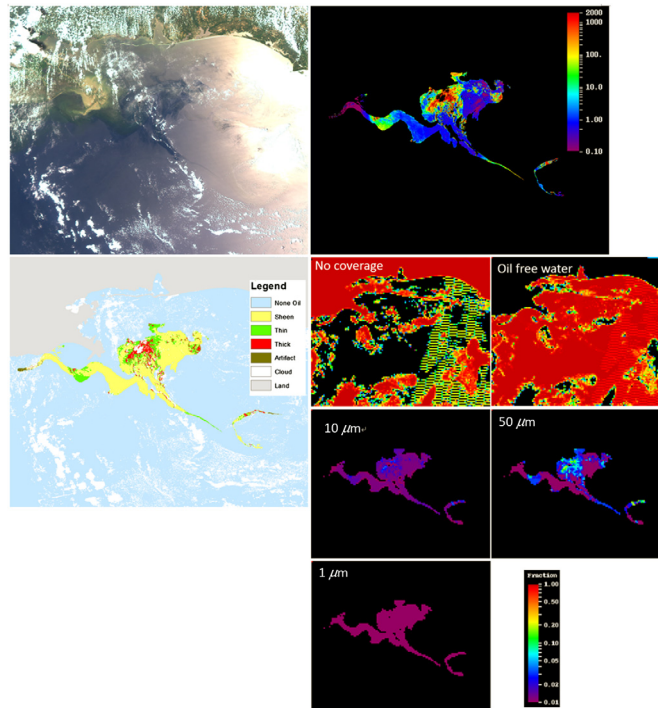 2000
1000
100.
10.0
1.0
0.10
Legend
None Oil
Sheen
Thin
Thick
Artifact
Cloud
Land
No coverage
Oil free water
10 μm↵
50 μm
1 μm
Fraction
1.00
0.50
0.20
0.10
0.05
0.02
0.01